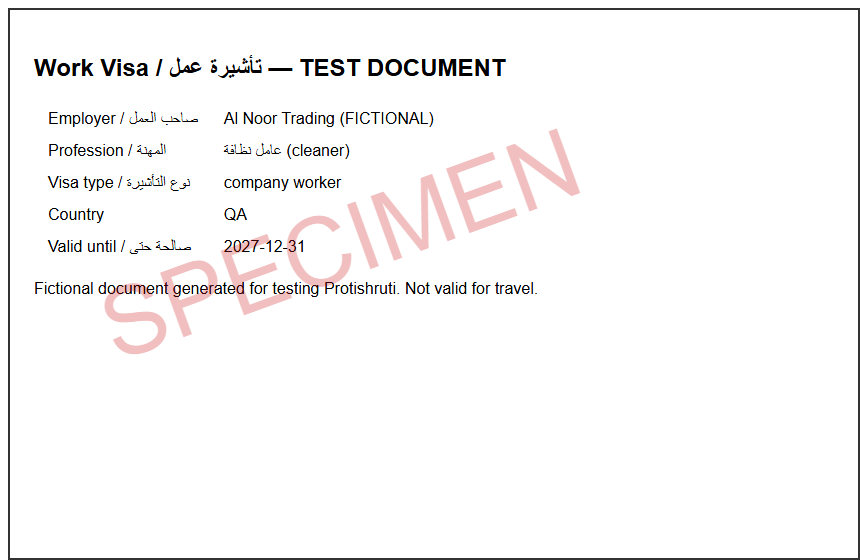 Work Visa / تأشيرة عمل — TEST DOCUMENT
Employer / صاحب العمل Al Noor Trading (FICTIONAL)
Profession / المهنة عامل نظافة (cleaner)
Visa type / نوع التأشيرة company worker
Country QA
Valid until / صالحة حتى 2027-12-31
Fictional document generated for testing Protishruti. Not valid for travel.
SPECIMEN